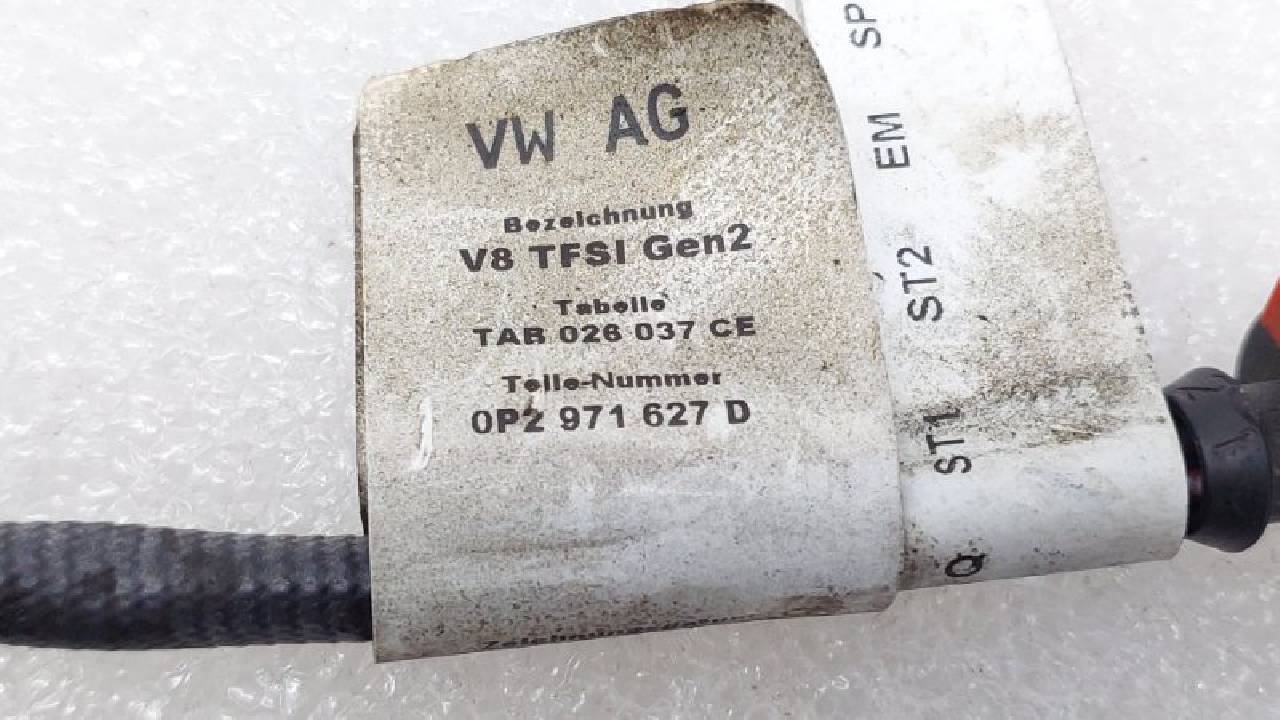 VW AG
Bezeichnung
V8 TFSI Gen2
Tabelle
TAB 026 037 CE
Teile-Nummer
0P2 971 627 D
SP
EM
ST2
ST1
Q